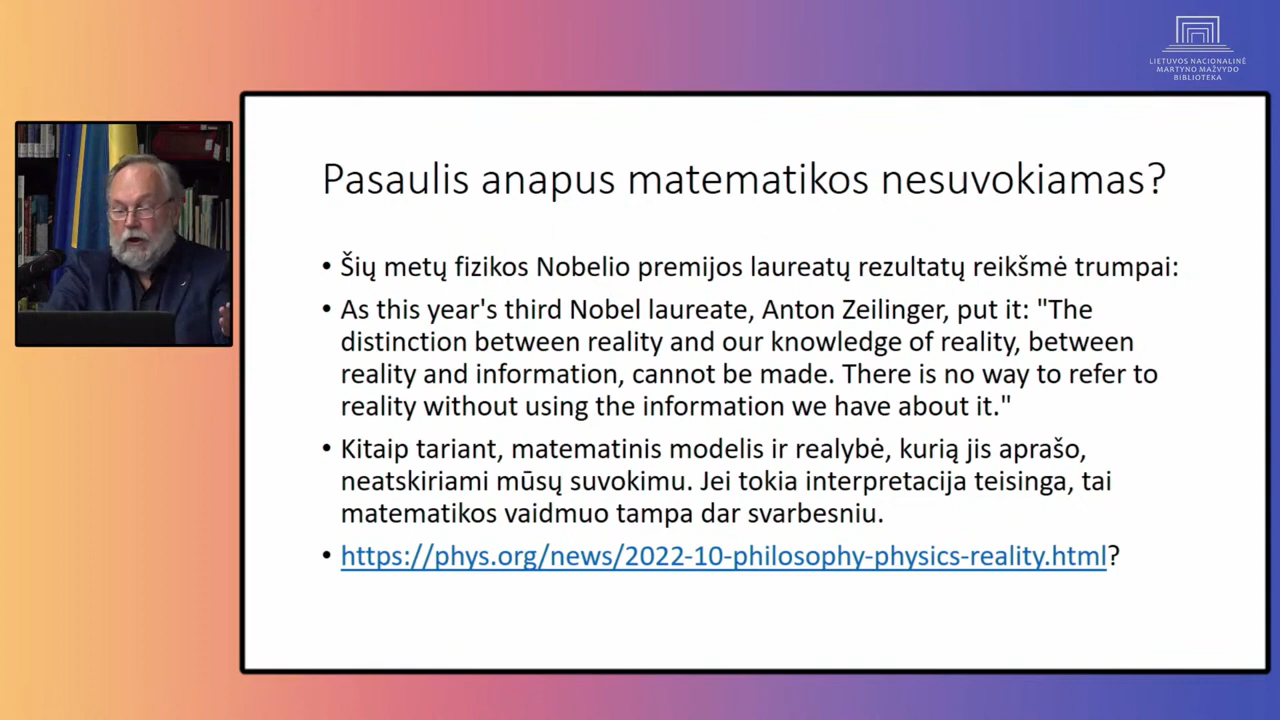 LIETUVOS NACIONALINĖ
MARTYNO MAŽVYDO
BIBLIOTEKA
Pasaulis anapus matematikos nesuvokiamas?
• Šių metų fizikos Nobelio premijos laureatų rezultatų reikšmė trumpai:
• As this year's third Nobel laureate, Anton Zeilinger, put it: "The
distinction between reality and our knowledge of reality, between
reality and information, cannot be made. There is no way to refer to
reality without using the information we have about it."
• Kitaip tariant, matematinis modelis ir realybė, kurią jis aprašo,
neatskiriami mūsų suvokimu. Jei tokia interpretacija teisinga, tai
matematikos vaidmuo tampa dar svarbesniu.
• https://phys.org/news/2022-10-philosophy-physics-reality.html?